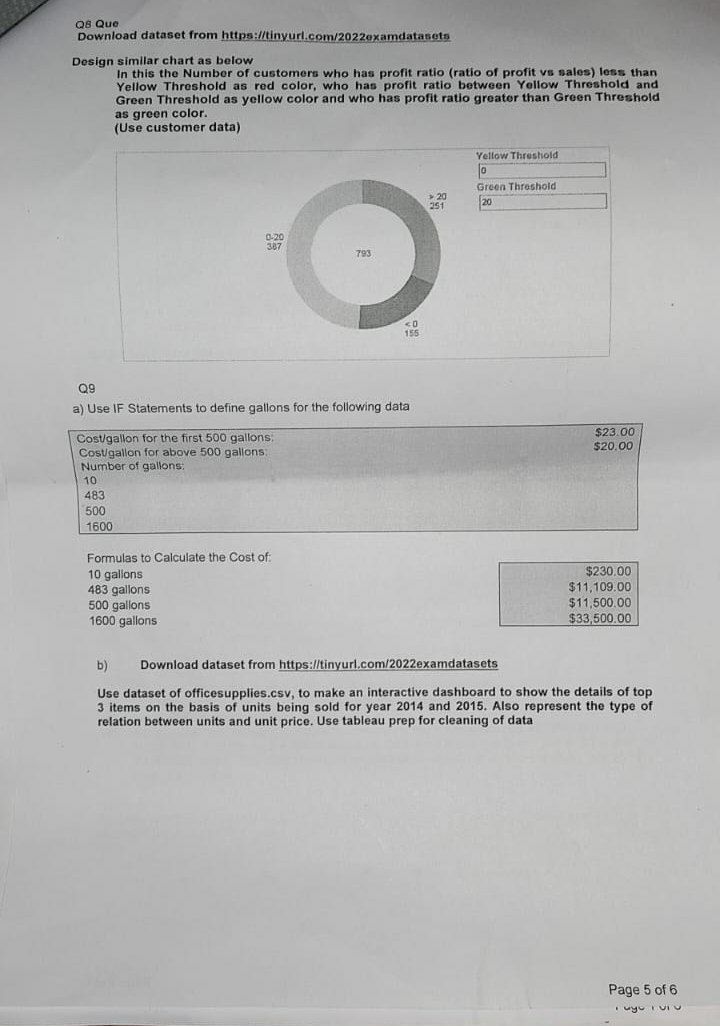 Q8 Que
Download dataset from https://tinyurl.com/2022examdatasets
Design similar chart as below
In this the Number of customers who has profit ratio (ratio of profit vs sales) less than
Yellow Threshold as red color, who has profit ratio between Yellow Threshold and
Green Threshold as yellow color and who has profit ratio greater than Green Threshold
as green color.
(Use customer data)
Yellow Threshold
0
Green Threshold
20
> 20
251
0-20
387
793
< 0
155
Q9
a) Use IF Statements to define gallons for the following data
Cost/gallon for the first 500 gallons: $23.00
Cost/gallon for above 500 gallons: $20.00
Number of gallons:
10
483
500
1600
Formulas to Calculate the Cost of:
10 gallons $230.00
483 gallons $11,109.00
500 gallons $11,500.00
1600 gallons $33,500.00
b) Download dataset from https://tinyurl.com/2022examdatasets
Use dataset of officesupplies.csv, to make an interactive dashboard to show the details of top
3 items on the basis of units being sold for year 2014 and 2015. Also represent the type of
relation between units and unit price. Use tableau prep for cleaning of data
Page 5 of 6